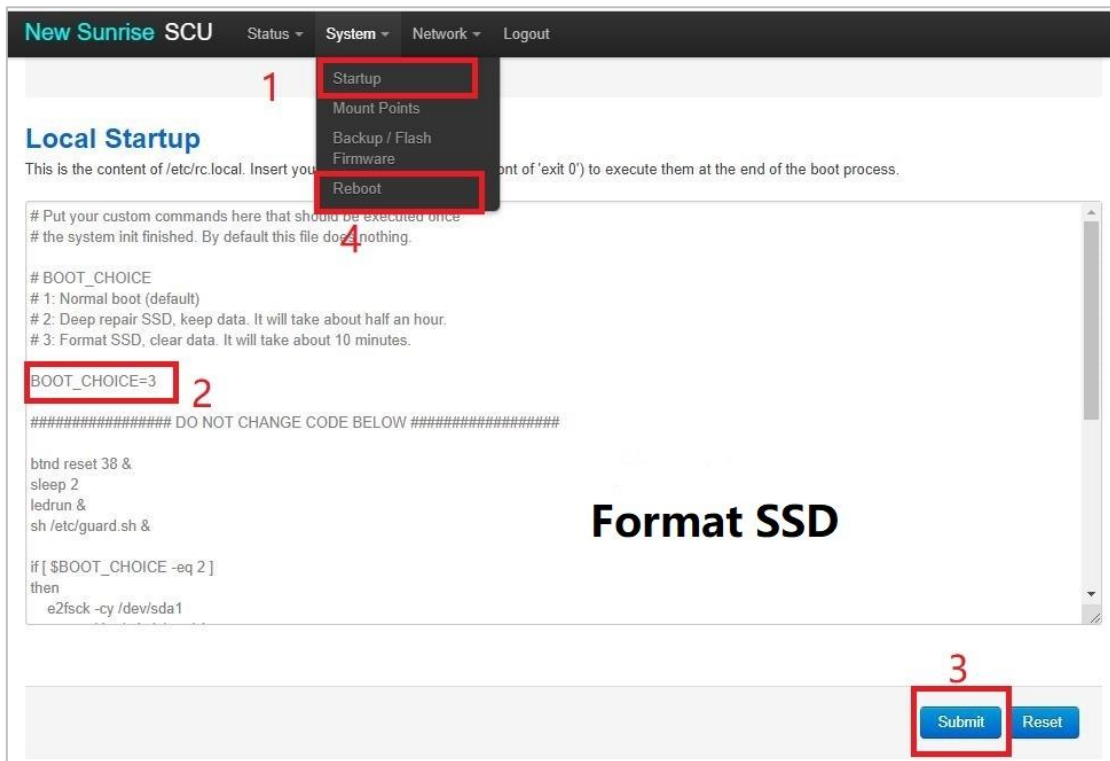 New Sunrise SCU Status System Network Logout
1
Startup
Mount Points
Backup / Flash
Firmware
Reboot
4
Local Startup
This is the content of /etc/rc.local. Insert you ont of 'exit 0') to execute them at the end of the boot process.
# Put your custom commands here that should be executed once
# the system init finished. By default this file does nothing.
# BOOT_CHOICE
# 1: Normal boot (default)
# 2: Deep repair SSD, keep data. It will take about half an hour.
# 3: Format SSD, clear data. It will take about 10 minutes.
BOOT_CHOICE=3
2
################# DO NOT CHANGE CODE BELOW ##################
btnd reset 38 &
sleep 2
ledrun &
sh /etc/guard.sh &
Format SSD
if [ $BOOT_CHOICE -eq 2 ]
then
e2fsck -cy /dev/sda1
3
Submit Reset